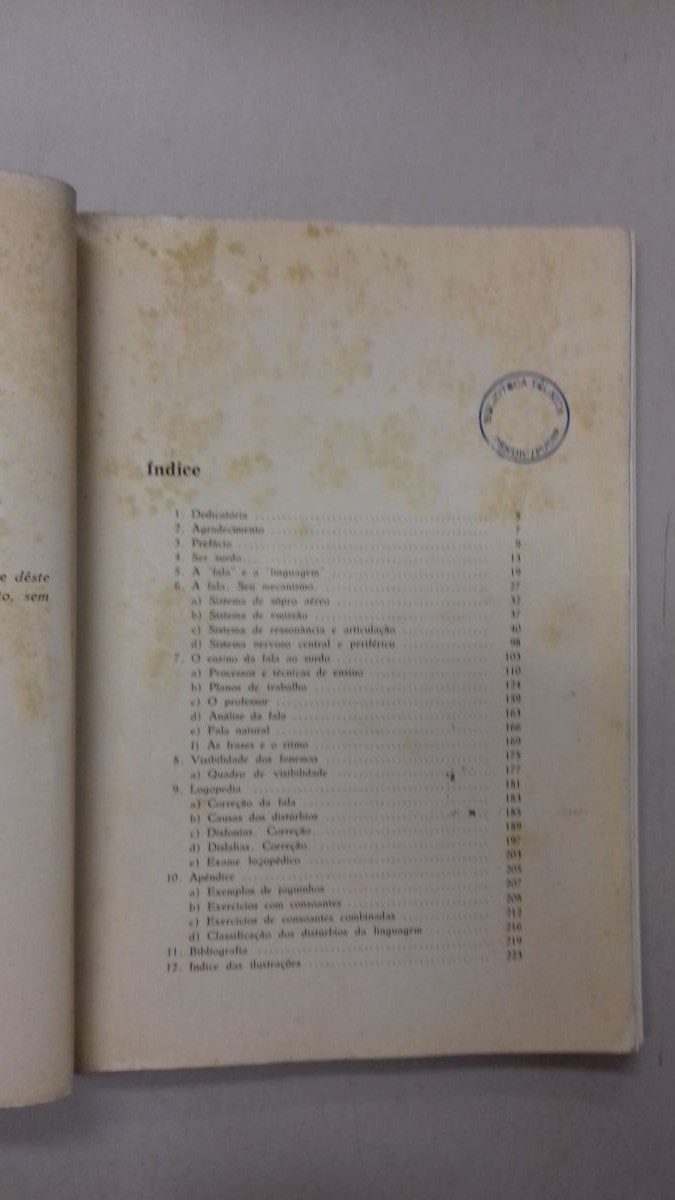 e dêste
to, sem
Índice
1. Dedicatória
2. Agradecimento 7
3. Prefácio 9
4. Ser surdo 13
5. A "fala" e a "linguagem" 19
6. A fala. Seu mecanismo. 27
a) Sistema de sôpro aéreo 32
b) Sistema de emissão 37
c) Sistema de ressonância e articulação 40
d) Sistema nervoso central e periférico 98
7. O ensino da fala ao surdo 103
a) Processos e técnicas de ensino 110
b) Planos de trabalho 124
c) O professor 149
d) Análise da fala 163
e) Fala natural 166
f) As frases e o ritmo 169
8. Visibilidade dos fonemas 175
a) Quadro de visibilidade 177
9. Logopedia 181
a) Correção da fala 183
b) Causas dos distúrbios 185
c) Disfonias. Correção 189
d) Dislalias. Correção 197
e) Exame logopédico 203
10. Apêndice 205
a) Exemplos de joguinhos 207
b) Exercícios com consoantes 208
c) Exercícios de consoantes combinadas 212
d) Classificação dos distúrbios da linguagem 216
11. Bibliografia 219
12. Índice das ilustrações 223
BIBLIOTECA